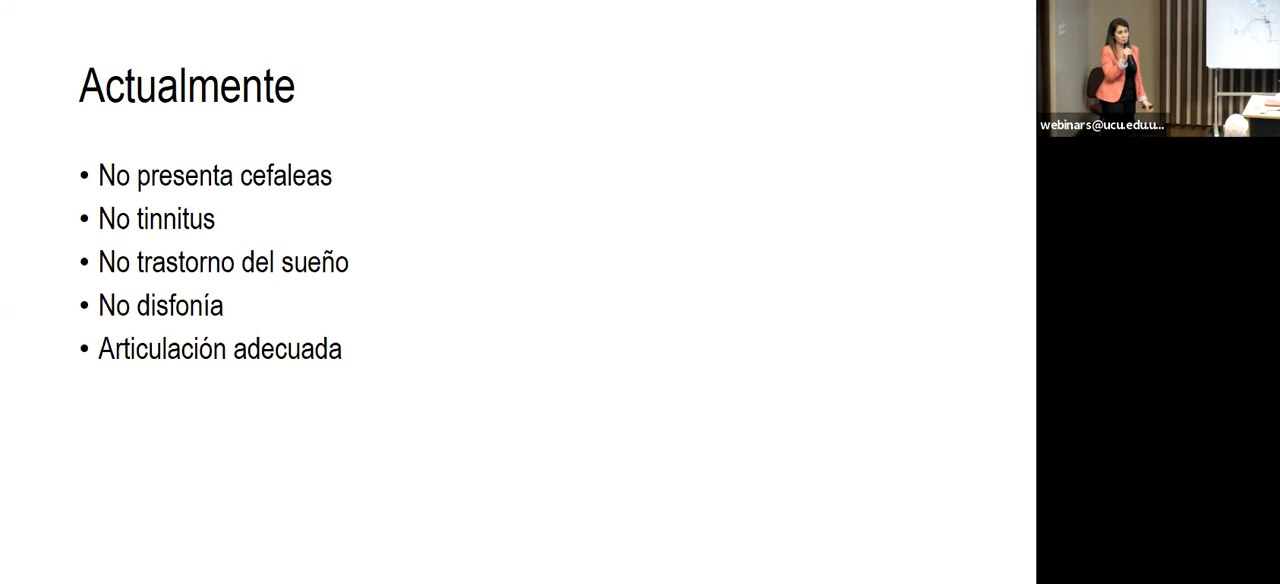 Actualmente
• No presenta cefaleas
• No tinnitus
• No trastorno del sueño
• No disfonía
• Articulación adecuada
webinars@ucu.edu.u...